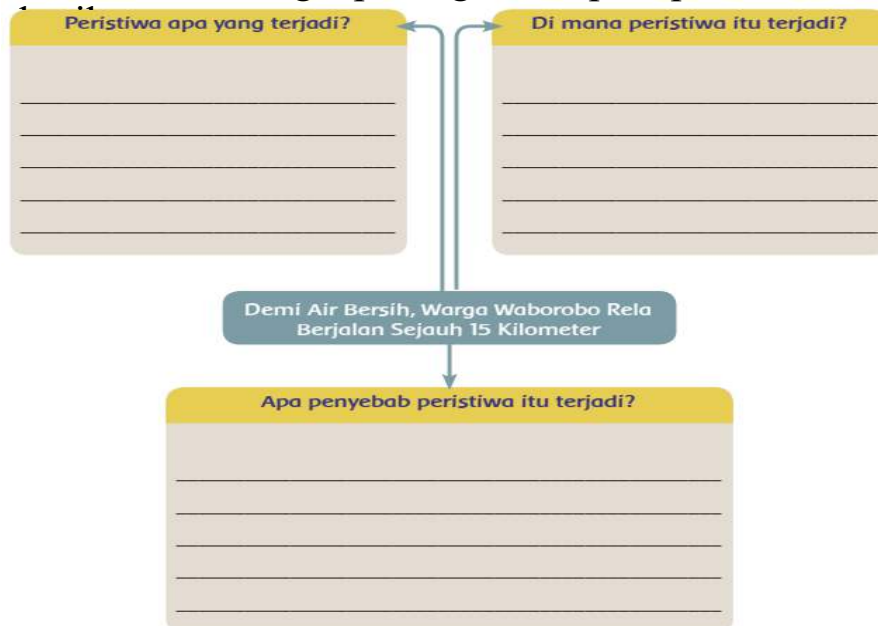 Peristiwa apa yang terjadi?
Di mana peristiwa itu terjadi?
Demi Air Bersih, Warga Waborobo Rela
Berjalan Sejauh 15 Kilometer
Apa penyebab peristiwa itu terjadi?